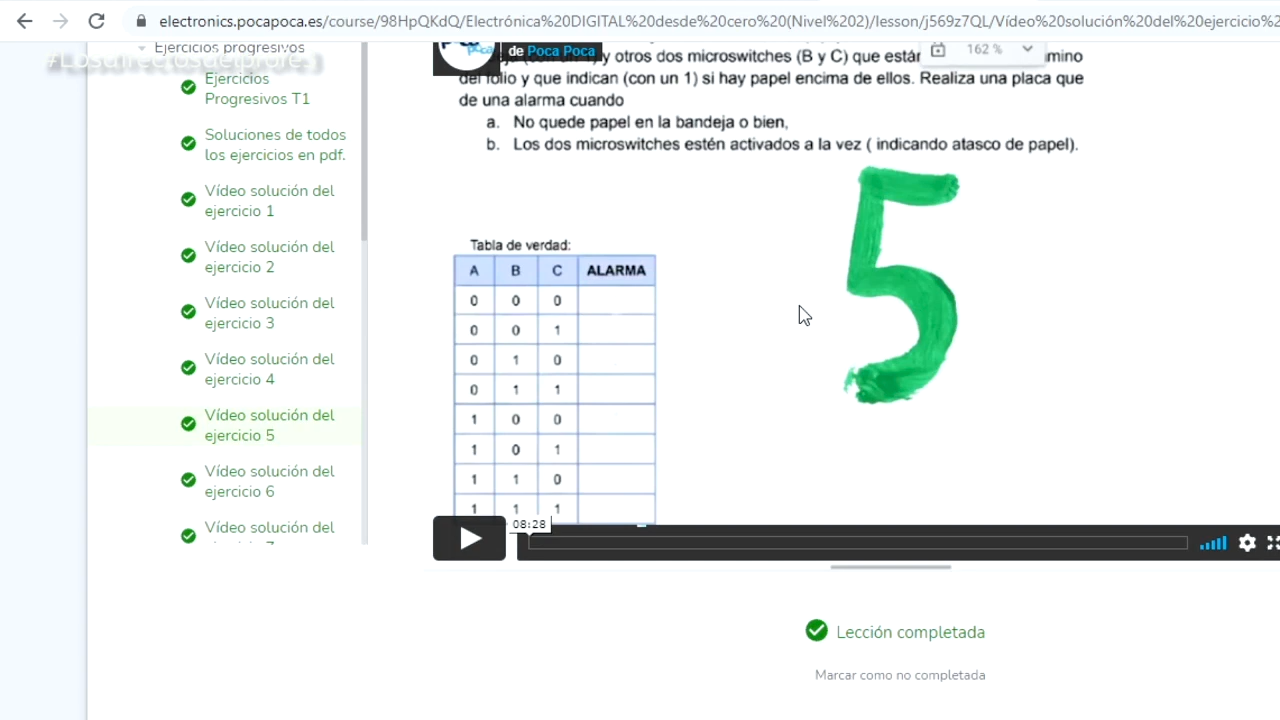 electronics.pocapoca.es/course/98HpQKdQ/Electrónica%20DIGITAL%20desde%20cero%20(Nivel%202)/lesson/j569z7QL/Vídeo%20solución%20del%20ejercicio%2
Ejercicios progresivos
Ejercicios
Progresivos T1
Soluciones de todos
los ejercicios en pdf.
Vídeo solución del
ejercicio 1
Vídeo solución del
ejercicio 2
Vídeo solución del
ejercicio 3
Vídeo solución del
ejercicio 4
Vídeo solución del
ejercicio 5
Vídeo solución del
ejercicio 6
Vídeo solución del
de Poca Poca
162 %
y otros dos microswitches (B y C) que están
del folio y que indican (con un 1) si hay papel encima de ellos. Realiza una placa que
de una alarma cuando
a. No quede papel en la bandeja o bien,
b. Los dos microswitches estén activados a la vez ( indicando atasco de papel).
5
Tabla de verdad:
A B C ALARMA
0 0 0
0 0 1
0 1 0
0 1 1
1 0 0
1 0 1
1 1 0
1 1 1
08:28
Lección completada
Marcar como no completada